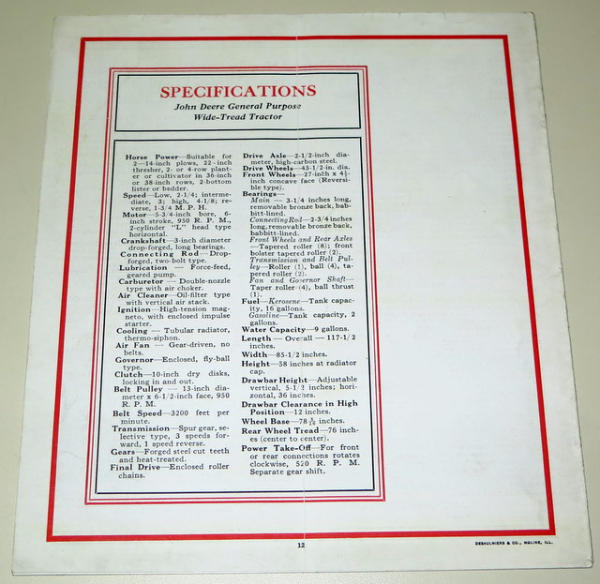 SPECIFICATIONS
John Deere General Purpose
Wide-Tread Tractor
Horse Power—Suitable for
2—14-inch plows, 22-inch
thresher, 2- or 4-row plant-
er or cultivator in 36-inch
or 38-inch rows, 2-bottom
lister or bedder.
Speed—Low, 2-1/4; interme-
diate, 3; high, 4-1/8; re-
verse, 1-3/4 M. P. H.
Motor—5-3/4-inch bore, 6-
inch stroke, 950 R. P. M.,
2-cylinder "L" head type
horizontal.
Crankshaft—3-inch diameter
drop-forged, long bearings.
Connecting Rod—Drop-
forged, two-bolt type.
Lubrication — Force-feed,
geared pump.
Carburetor — Double-nozzle
type with air choker.
Air Cleaner—Oil-filter type
with vertical air stack.
Ignition—High-tension mag-
neto, with enclosed impulse
starter.
Cooling — Tubular radiator,
thermo-siphon.
Air Fan — Gear-driven, no
belts.
Governor—Enclosed, fly-ball
type.
Clutch—10-inch dry disks,
locking in and out.
Belt Pulley — 13-inch dia-
meter x 6-1/2-inch face, 950
R. P. M.
Belt Speed—3200 feet per
minute.
Transmission—Spur gear, se-
lective type, 3 speeds for-
ward, 1 speed reverse.
Gears—Forged steel cut teeth
and heat-treated.
Final Drive—Enclosed roller
chains.
Drive Axle—2-1/2-inch dia-
meter, high-carbon steel.
Drive Wheels—43-1/2-in. dia.
Front Wheels—27-inch x 4½-
inch concave face (Reversi-
ble type).
Bearings—
Main — 3-1/4 inches long,
removable bronze back, bab-
bitt-lined.
Connecting Rod—2-3/4 inches
long, removable bronze back,
babbitt-lined.
Front Wheels and Rear Axles
—Tapered roller (8); front
bolster tapered roller (2).
Transmission and Belt Pul-
ley—Roller (1), ball (4), ta-
pered roller (2).
Fan and Governor Shaft—
Taper roller (4), ball thrust
(1).
Fuel—Kerosene—Tank capac-
ity, 16 gallons.
Gasoline—Tank capacity, 2
gallons.
Water Capacity—9 gallons.
Length — Overall — 117-1/2
inches.
Width—85-1/2 inches.
Height—58 inches at radiator
cap.
Drawbar Height—Adjustable
vertical, 5-1/2 inches; hori-
zontal, 36 inches.
Drawbar Clearance in High
Position—12 inches.
Wheel Base—78 inches.
Rear Wheel Tread—76 inch-
es (center to center).
Power Take-Off—For front
or rear connections rotates
clockwise, 520 R. P. M.
Separate gear shift.
12
DESAULNIERS & CO., MOLINE, ILL.